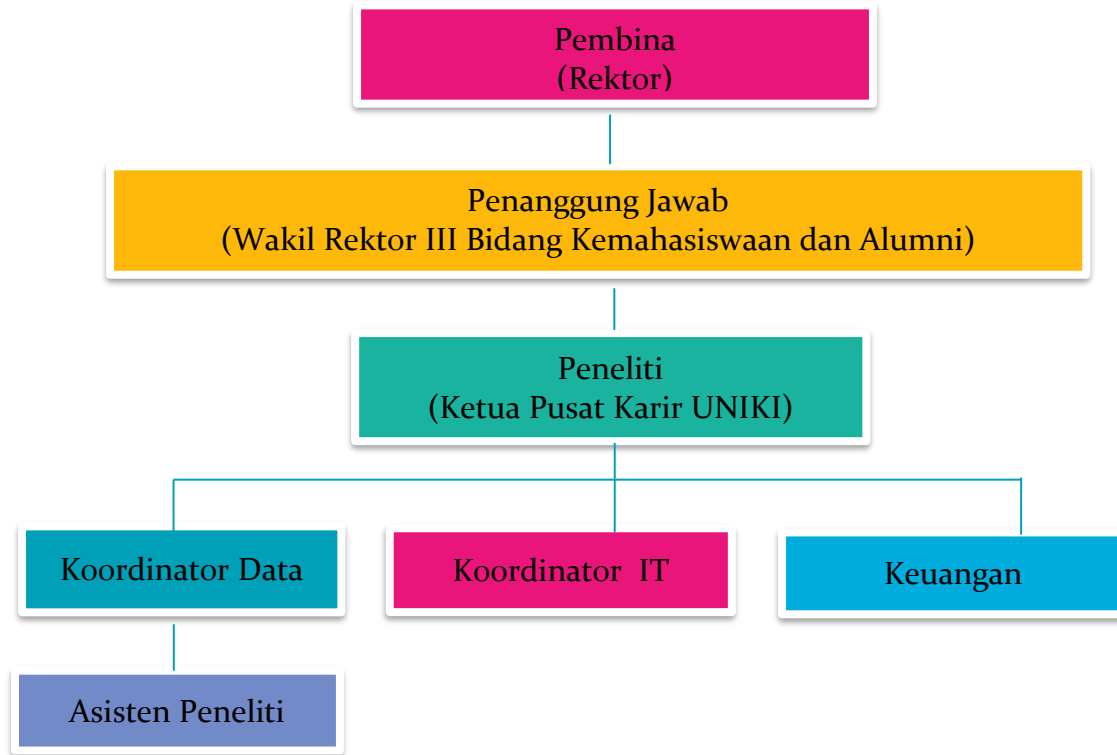 Pembina
(Rektor)
Penanggung Jawab
(Wakil Rektor III Bidang Kemahasiswaan dan Alumni)
Peneliti
(Ketua Pusat Karir UNIKI)
Koordinator Data
Koordinator IT
Keuangan
Asisten Peneliti